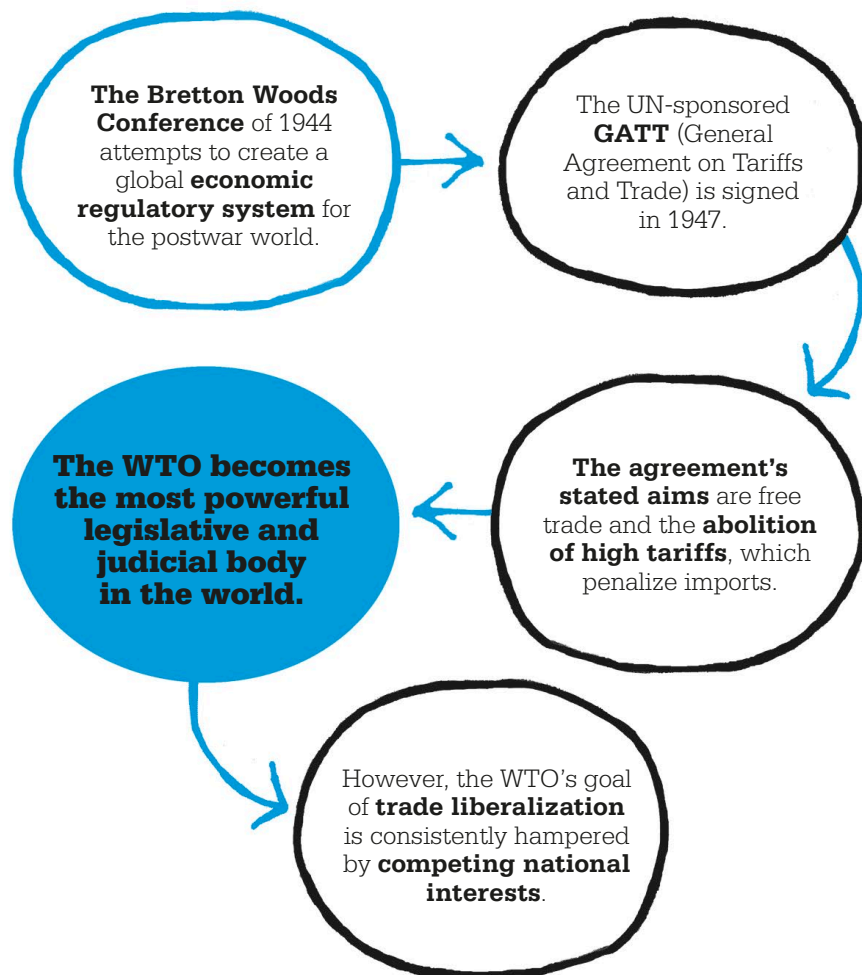 The Bretton Woods
Conference of 1944
attempts to create a
global economic
regulatory system for
the postwar world.
The UN-sponsored
GATT (General
Agreement on Tariffs
and Trade) is signed
in 1947.
The agreement’s
stated aims are free
trade and the abolition
of high tariffs, which
penalize imports.
The WTO becomes
the most powerful
legislative and
judicial body
in the world.
However, the WTO’s goal
of trade liberalization
is consistently hampered
by competing national
interests.